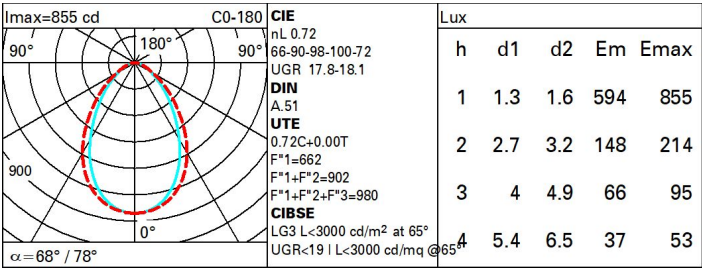 Imax=855 cd C0-180
90° 180° 90°
900
0°
α=68° / 78°
CIE
nL 0.72
66-90-98-100-72
UGR 17.8-18.1
DIN
A.51
UTE
0.72C+0.00T
F"1=662
F"1+F"2=902
F"1+F"2+F"3=980
CIBSE
LG3 L<3000 cd/m² at 65°
UGR<19 | L<3000 cd/mq @65°
Lux
h d1 d2 Em Emax
1 1.3 1.6 594 855
2 2.7 3.2 148 214
3 4 4.9 66 95
4 5.4 6.5 37 53